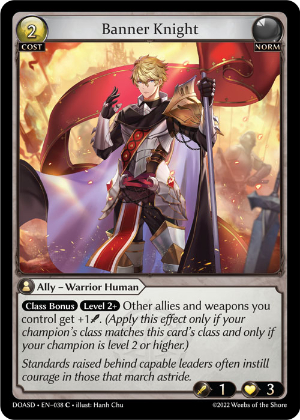 2
COST
Banner Knight
NORM
Ally – Warrior Human
Class Bonus Level 2+ Other allies and weapons you
control get +1. (Apply this effect only if your
champion's class matches this card's class and only if
your champion is level 2 or higher.)
Standards raised behind capable leaders often instill
courage in those that march astride.
1
3
DOASD • EN-038 C • illust: Hanh Chu
©2022 Weebs of the Shore